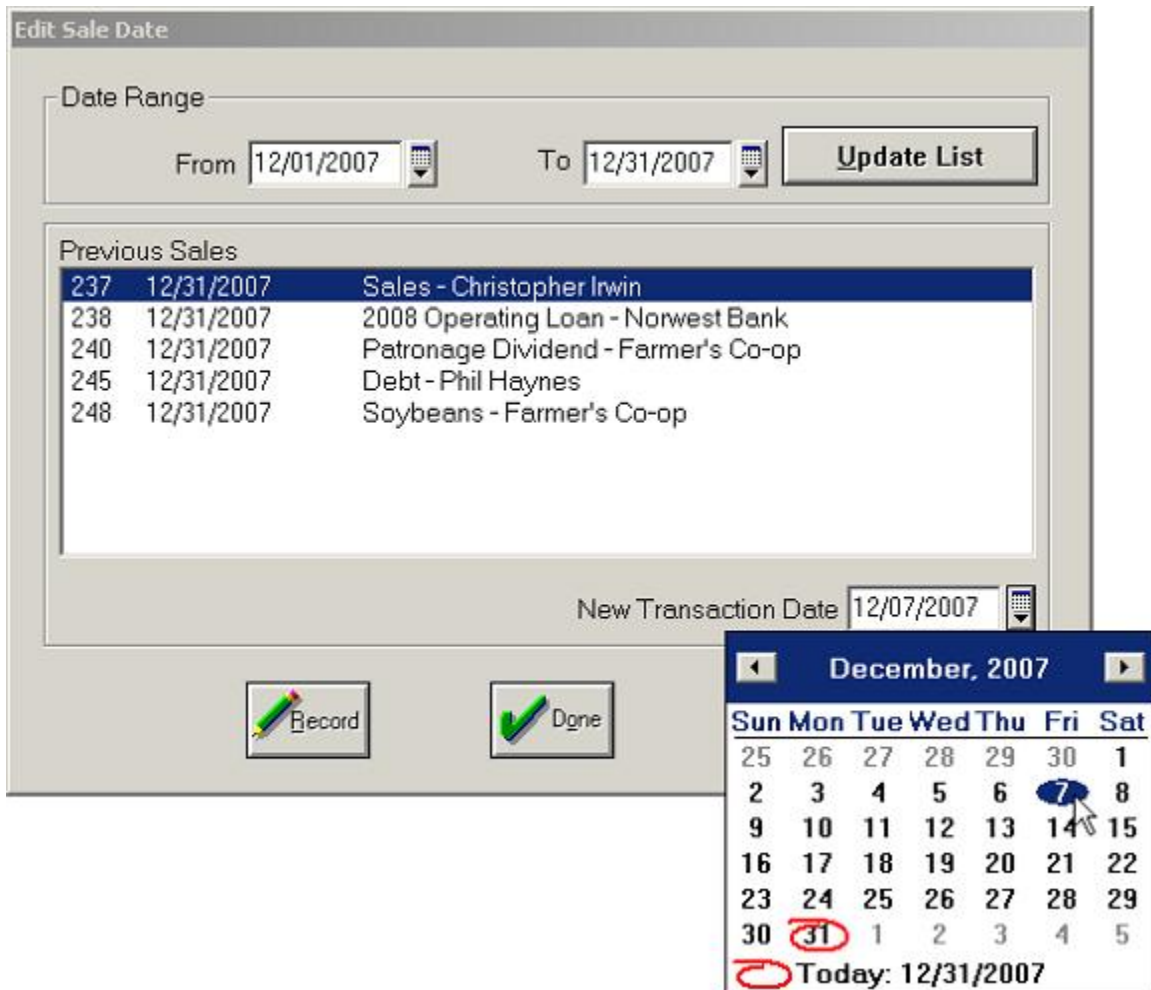 Edit Sale Date
Date Range
From 12/01/2007 To 12/31/2007 Update List
Previous Sales
237 12/31/2007 Sales - Christopher Irwin
238 12/31/2007 2008 Operating Loan - Norwest Bank
240 12/31/2007 Patronage Dividend - Farmer's Co-op
245 12/31/2007 Debt - Phil Haynes
248 12/31/2007 Soybeans - Farmer's Co-op
New Transaction Date 12/07/2007
Record Done
December, 2007
Sun Mon Tue Wed Thu Fri Sat
25 26 27 28 29 30 1
2 3 4 5 6 7 8
9 10 11 12 13 14 15
16 17 18 19 20 21 22
23 24 25 26 27 28 29
30 31 1 2 3 4 5
Today: 12/31/2007